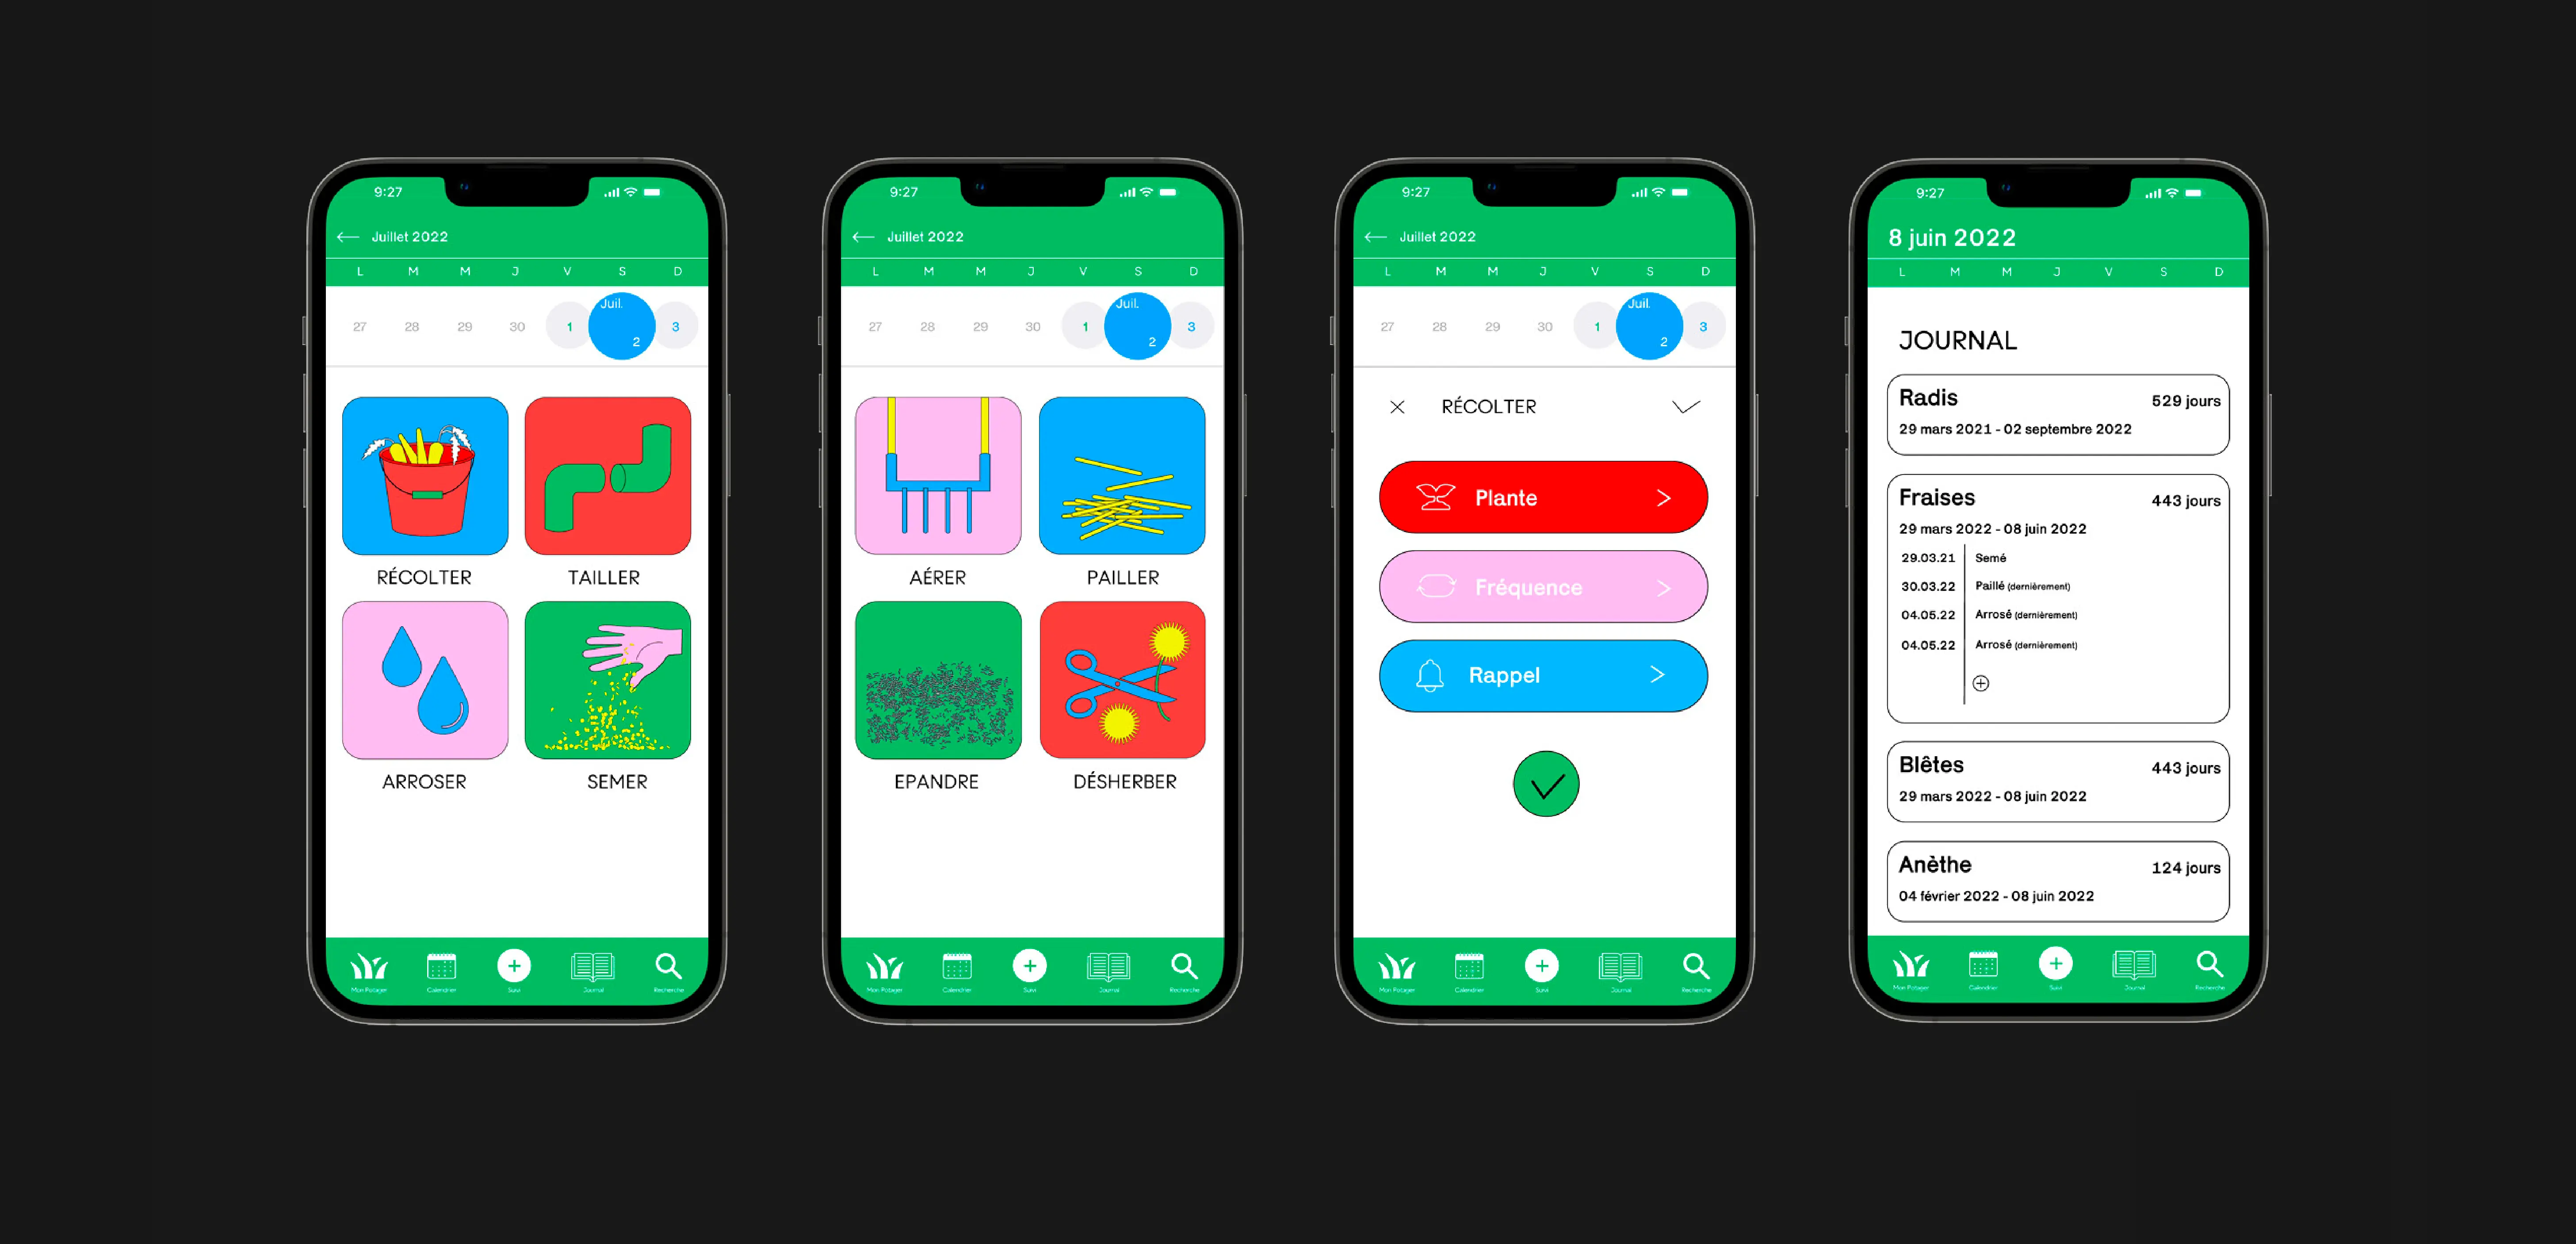 9:27
Juillet 2022
L M M J V S D
27 28 29 30 1 Juil. 2 3
RÉCOLTER TAILLER
ARROSER SEMER
Mon Potager Calendrier Suivi Journal Recherche
9:27
Juillet 2022
L M M J V S D
27 28 29 30 1 Juil. 2 3
AÉRER PAILLER
EPANDRE DÉSHERBER
Mon Potager Calendrier Suivi Journal Recherche
9:27
Juillet 2022
L M M J V S D
27 28 29 30 1 Juil. 2 3
RÉCOLTER
Plante
Fréquence
Rappel
Mon Potager Calendrier Suivi Journal Recherche
9:27
8 juin 2022
L M M J V S D
JOURNAL
Radis 529 jours
29 mars 2021 - 02 septembre 2022
Fraises 443 jours
29 mars 2022 - 08 juin 2022
29.03.21 Semé
30.03.22 Paillé (dernièrement)
04.05.22 Arrosé (dernièrement)
04.05.22 Arrosé (dernièrement)
Blêtes 443 jours
29 mars 2022 - 08 juin 2022
Anèthe 124 jours
04 février 2022 - 08 juin 2022
Mon Potager Calendrier Suivi Journal Recherche